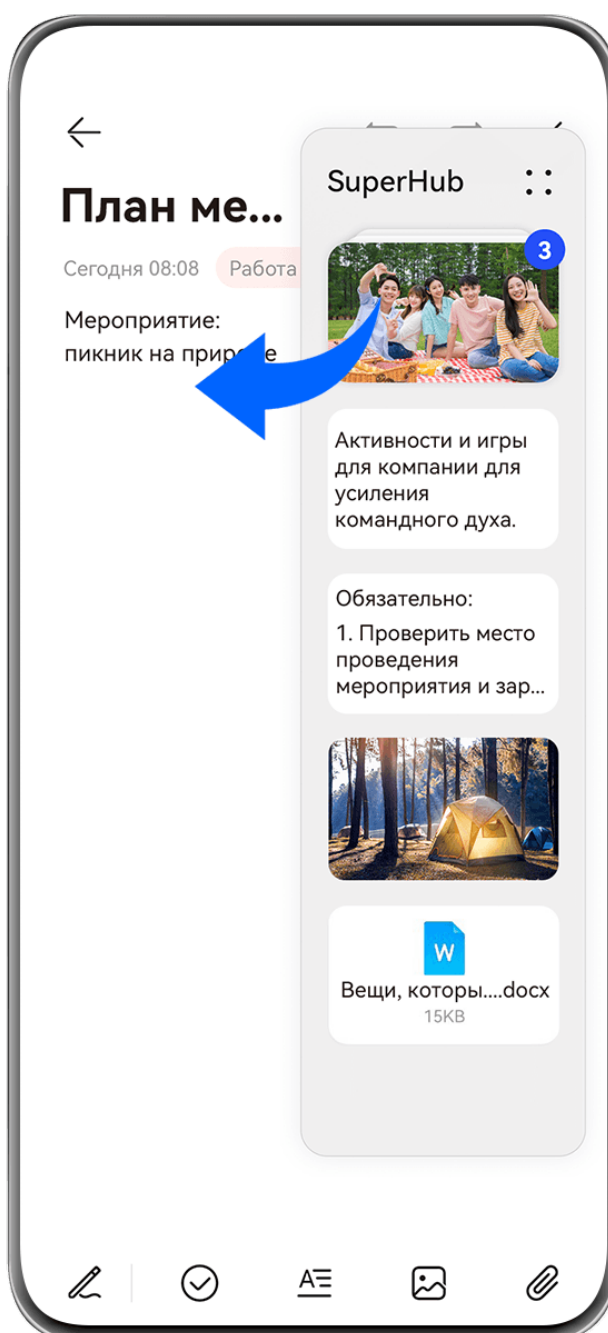 План ме...
Сегодня 08:08 Работа
Мероприятие:
пикник на природе
SuperHub
3
Активности и игры
для компании для
усиления
командного духа.
Обязательно:
1. Проверить место
проведения
мероприятия и зар...
W
Вещи, которы....docx
15KB